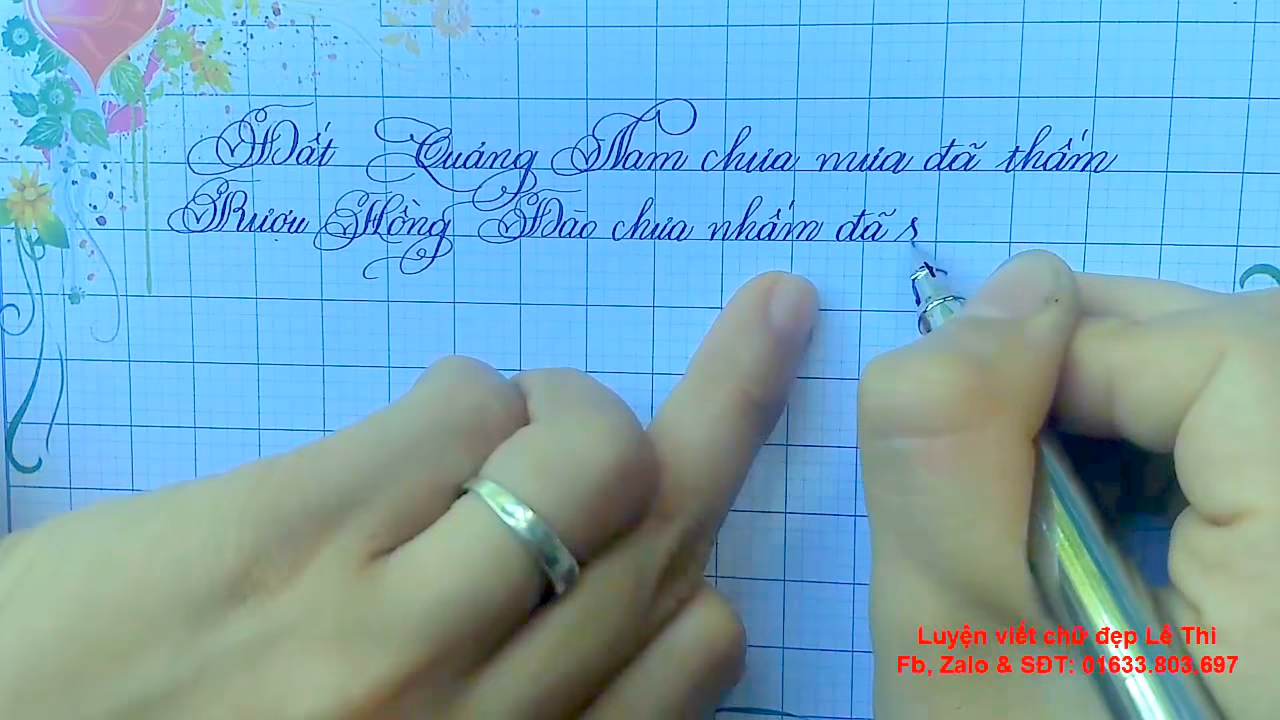 Đất Quảng Nam chưa mưa đã thấm
Rượu Hồng Đào chưa nhấm đã s
Luyện viết chữ đẹp Lê Thi
Fb, Zalo & SĐT: 01633.803.697